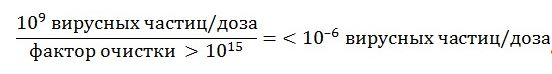 10⁹ вирусных частиц/доза
фактор очистки > 10¹⁵
= < 10⁻⁶ вирусных частиц/доза